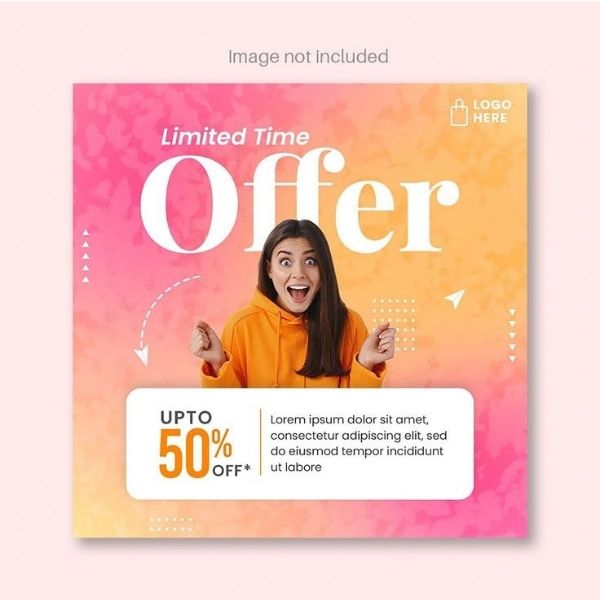 Image not included
LOGO
HERE
Limited Time
Offer
UPTO
50%
OFF*
Lorem ipsum dolor sit amet,
consectetur adipiscing elit, sed
do eiusmod tempor incididunt
ut labore